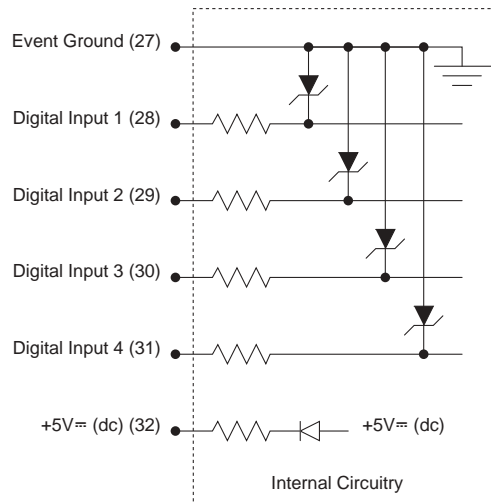 Event Ground (27)
Digital Input 1 (28)
Digital Input 2 (29)
Digital Input 3 (30)
Digital Input 4 (31)
+5V⎓ (dc) (32)
+5V⎓ (dc)
Internal Circuitry